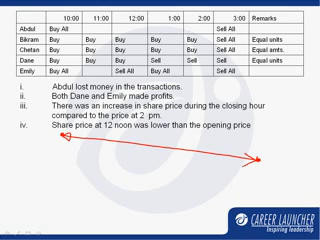 10:00 11:00 12:00 1:00 2:00 3:00 Remarks
Abdul Buy All Sell All
Bikram Buy Buy Buy Buy Buy Sell All Equal units
Chetan Buy Buy Buy Buy Buy Sell All Equal amts.
Dane Buy Buy Buy Sell Sell Sell Equal units
Emily Buy All Sell All Buy All Sell All
i. Abdul lost money in the transactions.
ii. Both Dane and Emily made profits.
iii. There was an increase in share price during the closing hour
compared to the price at 2 pm.
iv. Share price at 12 noon was lower than the opening price
CAREER LAUNCHER
Inspiring leadership